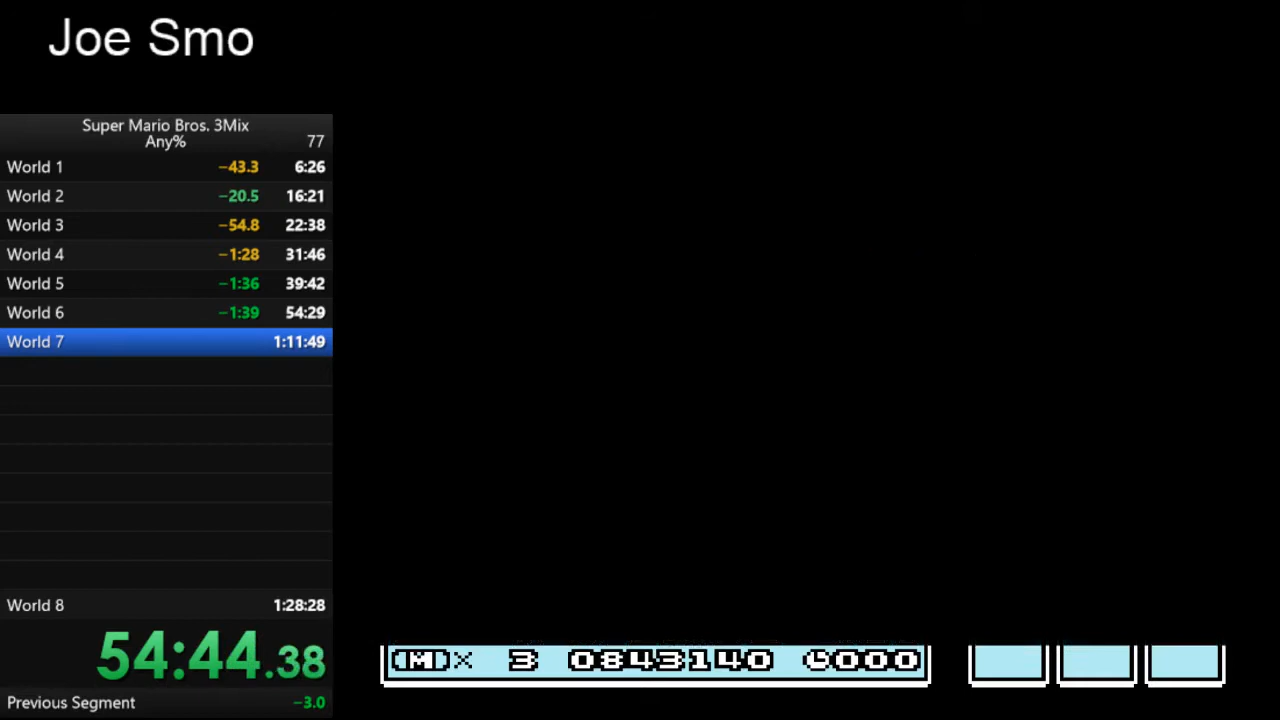 Joe Smo
Super Mario Bros. 3Mix
Any% 77
World 1 −43.3 6:26
World 2 −20.5 16:21
World 3 −54.8 22:38
World 4 −1:28 31:46
World 5 −1:36 39:42
World 6 −1:39 54:29
World 7 1:11:49
World 8 1:28:28
54:44.38
Previous Segment −3.0
M× 3 0843140 000